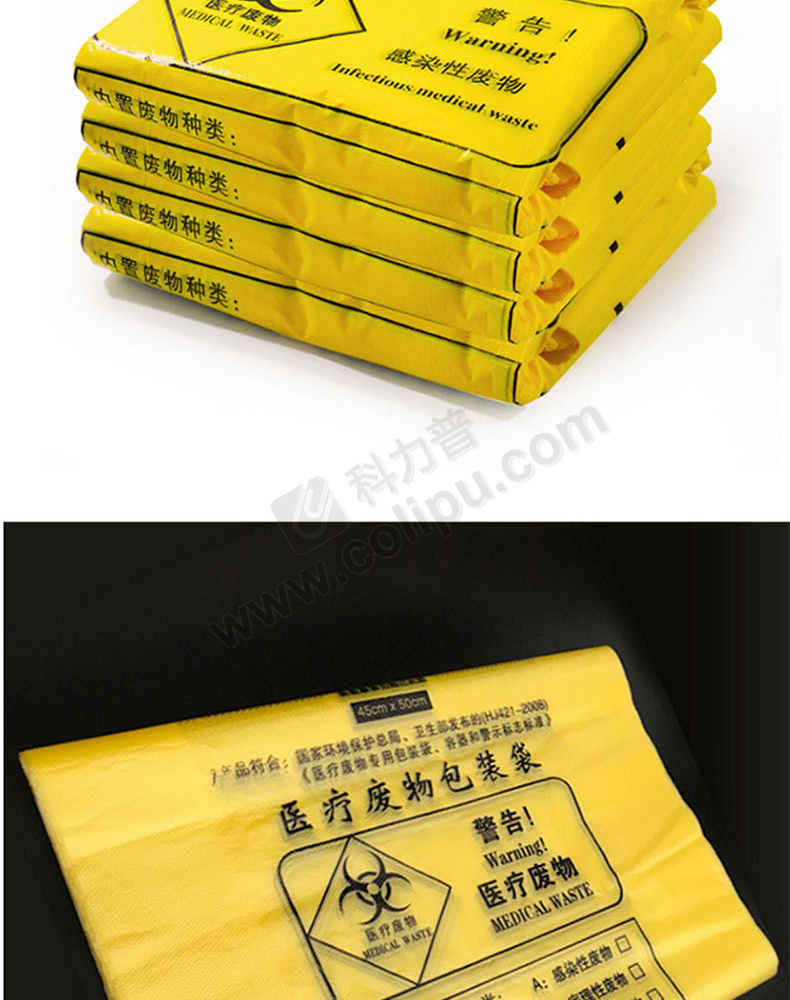 医疗废物
MEDICAL WASTE
警告!
Warning!
感染性废物
Infectious medical waste
内置废物种类:
内置废物种类:
内置废物种类:
内置废物种类:
科力普
www.colipu.com
45cm x 50cm
产品符合:
国家环境保护总局、卫生部发布的(HJ421-2008)
《医疗废物专用包装袋、容器和警示标志标准》
医疗废物包装袋
医疗废物
MEDICAL WASTE
警告!
Warning!
医疗废物
MEDICAL WASTE
A: 感染性废物